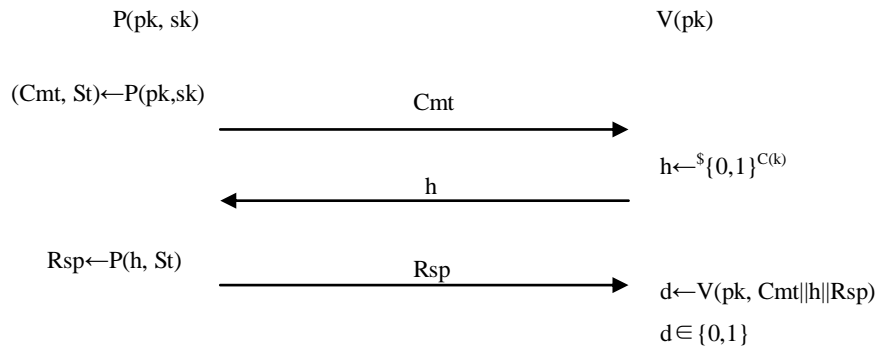 P(pk, sk) V(pk)
(Cmt, St)←P(pk,sk)
Cmt
h←$\{0,1}^C(k)
h
Rsp←P(h, St)
Rsp
d←V(pk, Cmt||h||Rsp)
d∈{0,1}